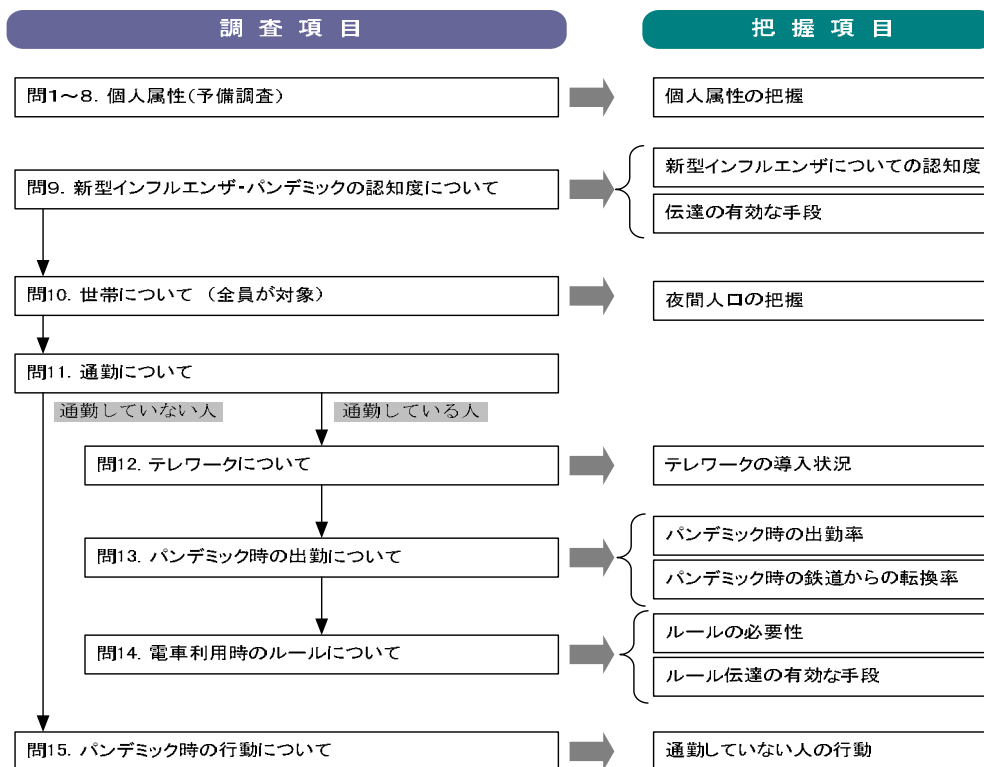 調査項目
把握項目
問1～8. 個人属性(予備調査)
個人属性の把握
問9. 新型インフルエンザ・パンデミックの認知度について
新型インフルエンザについての認知度
伝達の有効な手段
問10. 世帯について （全員が対象）
夜間人口の把握
問11. 通勤について
通勤していない人
通勤している人
問12. テレワークについて
テレワークの導入状況
問13. パンデミック時の出勤について
パンデミック時の出勤率
パンデミック時の鉄道からの転換率
問14. 電車利用時のルールについて
ルールの必要性
ルール伝達の有効な手段
問15. パンデミック時の行動について
通勤していない人の行動